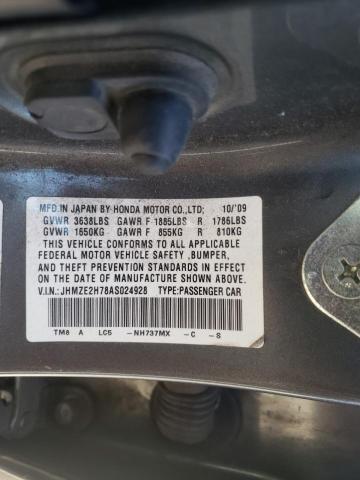 MFD.IN JAPAN BY HONDA MOTOR CO.,LTD; 10/'09
GVWR 3638LBS GAWR F 1885LBS R 1786LBS
GVWR 1650KG GAWR F 855KG R 810KG
THIS VEHICLE CONFORMS TO ALL APPLICABLE
FEDERAL MOTOR VEHICLE SAFETY ,BUMPER,
AND THEFT PREVENTION STANDARDS IN EFFECT
ON THE DATE OF MANUFACTURE SHOWN ABOVE.
V.I.N.: JHMZE2H78AS024928 TYPE:PASSENGER CAR
TM8 A LC5 -NH737MX -C -S